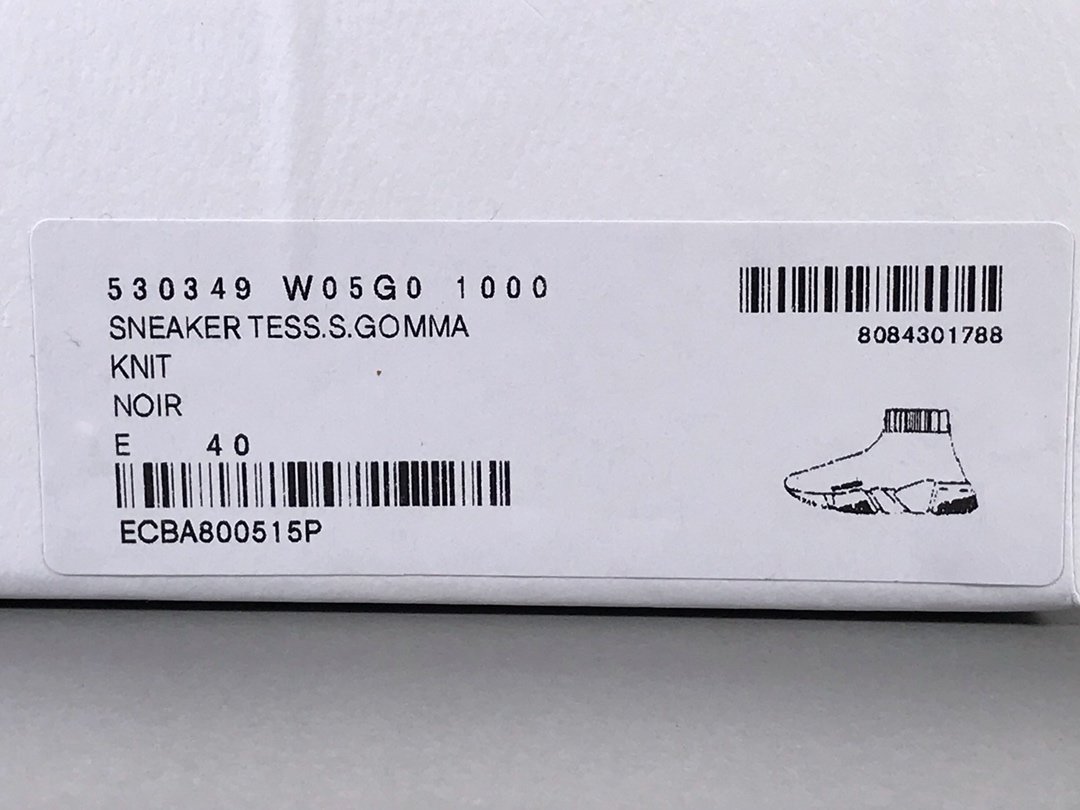 530349 W05G0 1000
SNEAKER TESS.S.GOMMA
KNIT
NOIR
E 40
ECBA800515P
8084301788